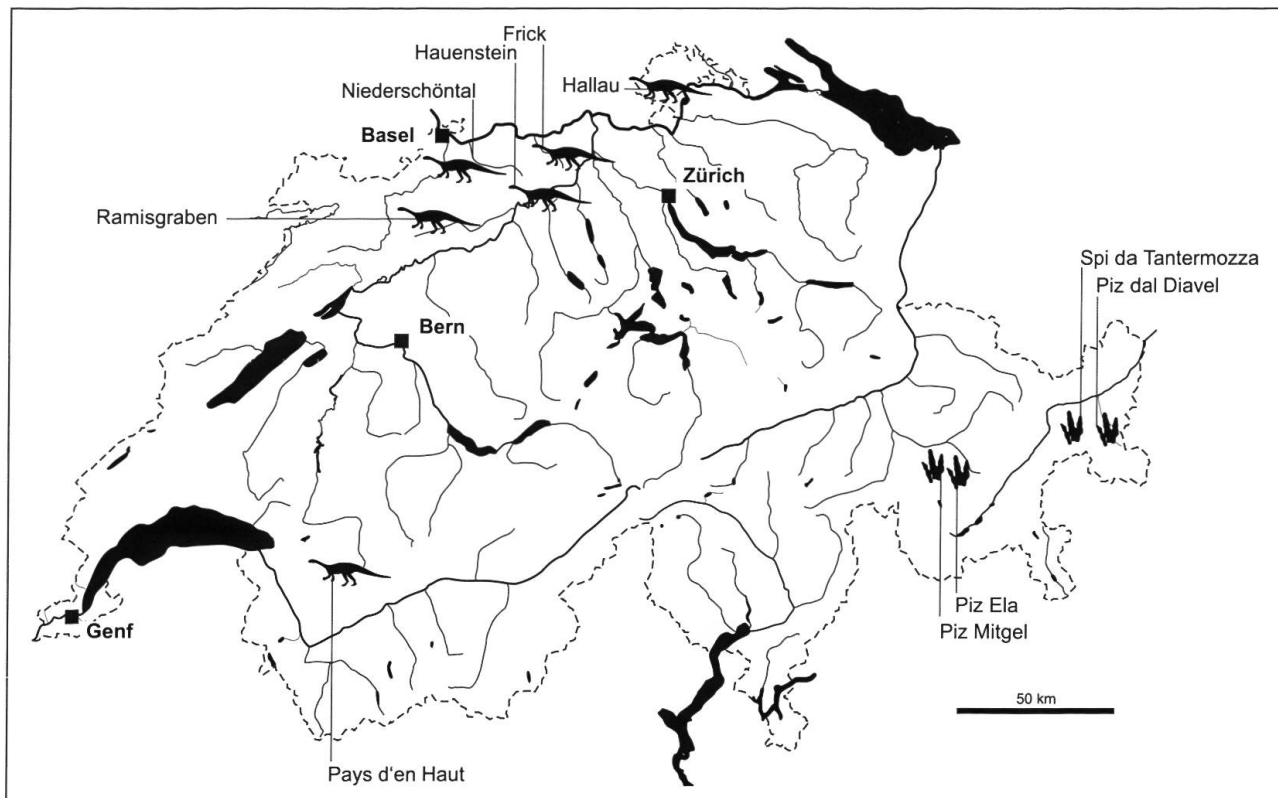 Frick
Hauenstein
Hallau
Niederschöntal
Basel
Zürich
Ramisgraben
Spi da Tantermozza
Piz dal Diavel
Bern
Piz Ela
Genf
Piz Mitgel
50 km
Pays d‘en Haut